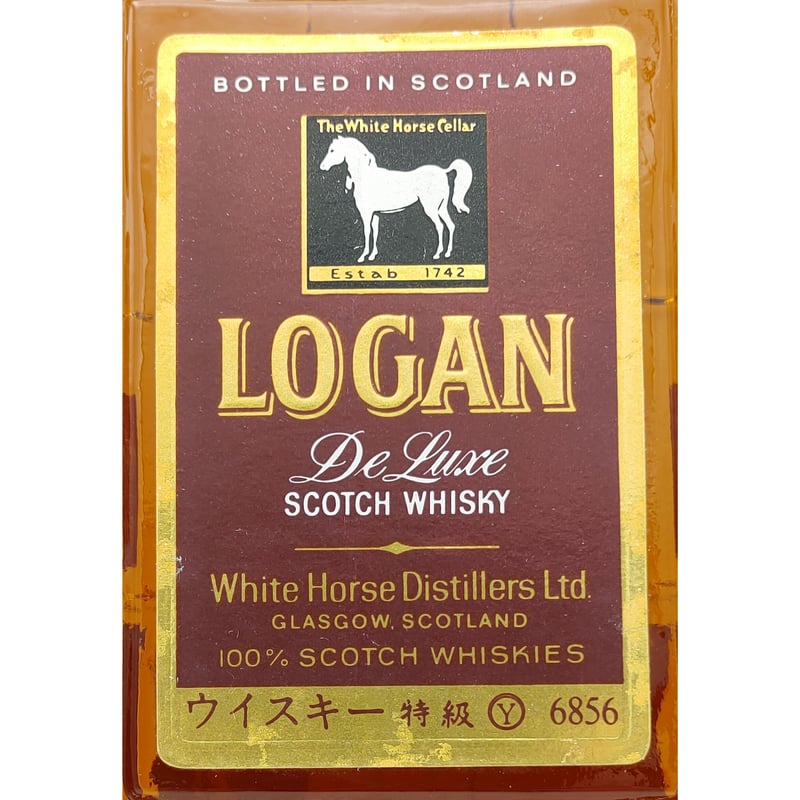 BOTTLED IN SCOTLAND
The White Horse Cellar
Estab 1742
LOGAN
De Luxe
SCOTCH WHISKY
White Horse Distillers Ltd.
GLASGOW, SCOTLAND
100% SCOTCH WHISKIES
ウイスキー 特級 Ⓨ 6856